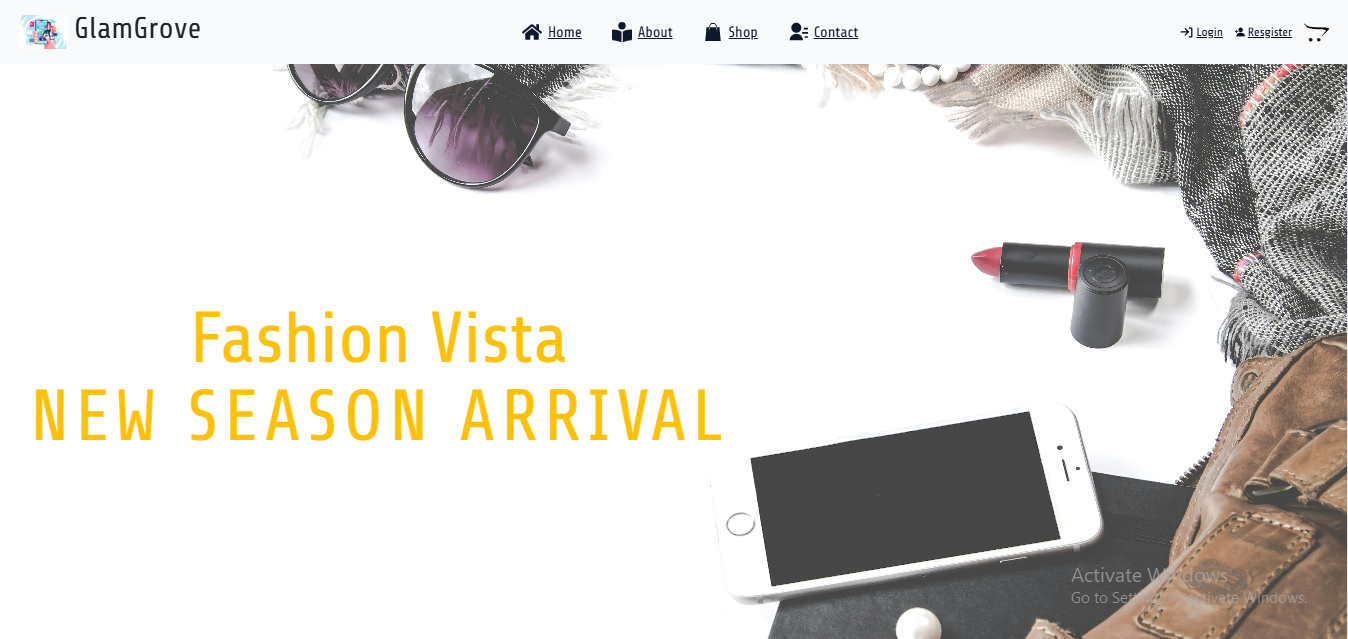 GlamGrove
Home
About
Shop
Contact
Login
Resgister
Fashion Vista
NEW SEASON ARRIVAL
Activate Windows
Go to Settings to activate Windows.